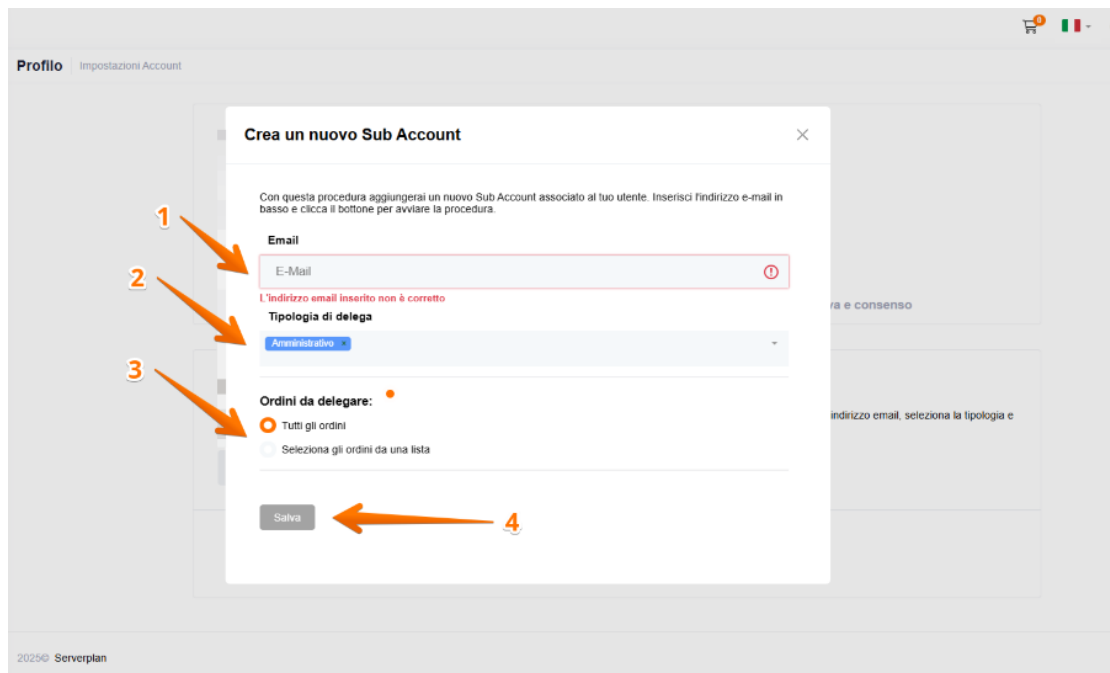 0
Profilo Impostazioni Account
Crea un nuovo Sub Account
Con questa procedura aggiungerai un nuovo Sub Account associato al tuo utente. Inserisci l'indirizzo e-mail in
basso e clicca il bottone per avviare la procedura.
1
Email
E-Mail
2
L'indirizzo email inserito non è corretto
va e consenso
Tipologia di delega
Amministrativo ×
3
Ordini da delegare:
indirizzo email, seleziona la tipologia e
Tutti gli ordini
Seleziona gli ordini da una lista
Salva
4
2025© Serverplan